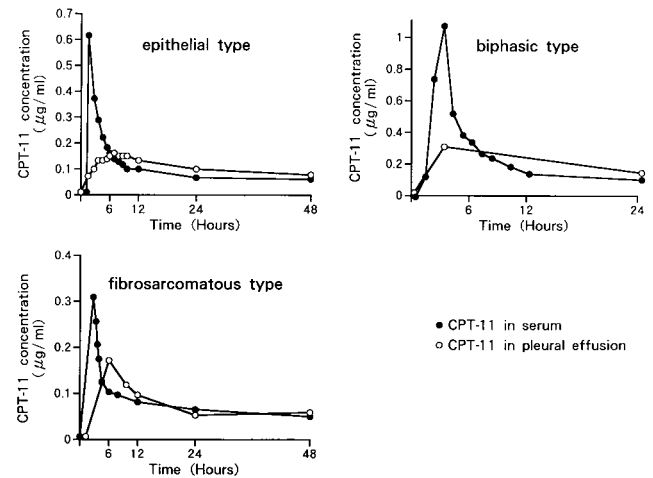 epithelial type
CPT-11 concentration
(μg/ml)
0.7
0.6
0.5
0.4
0.3
0.2
0.1
0
6 12 24 48
Time (Hours)
biphasic type
CPT-11 concentration
(μg/ml)
1
0.8
0.6
0.4
0.2
0
6 12 24
Time (Hours)
fibrosarcomatous type
CPT-11 concentration
(μg/ml)
0.4
0.3
0.2
0.1
0
6 12 24 48
Time (Hours)
CPT-11 in serum
CPT-11 in pleural effusion